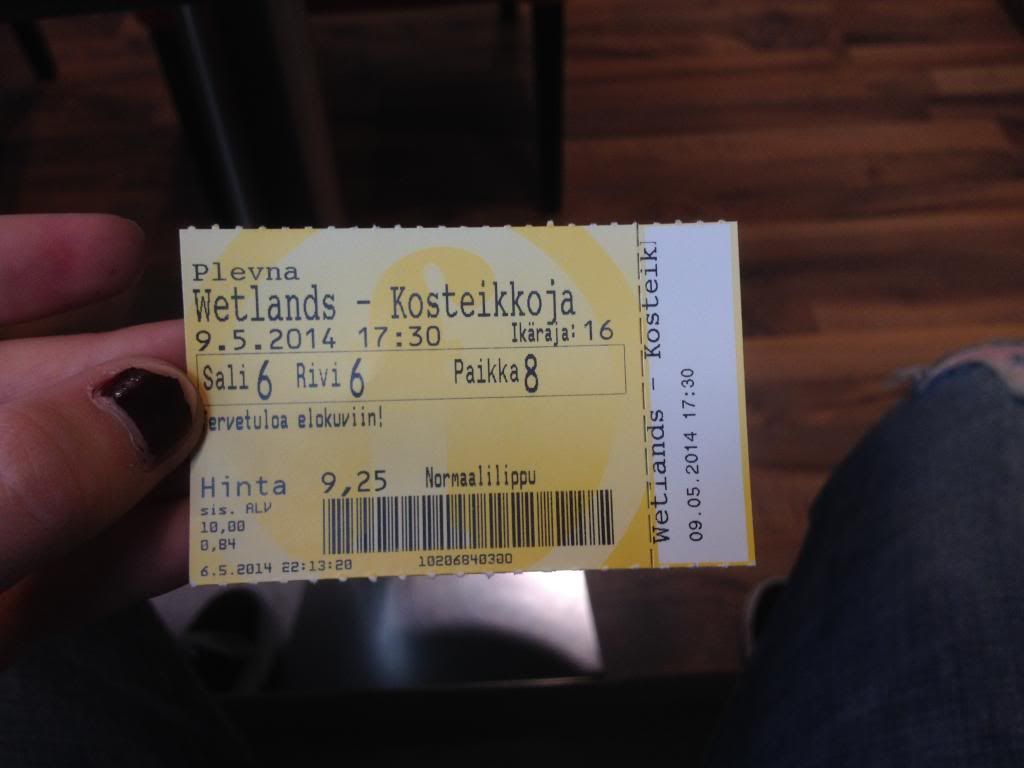 Plevna
Wetlands - Kosteikkoja
9.5.2014 17:30 Ikäraja: 16
Sali 6 Rivi 6 Paikka 8
ervetuloa elokuviin!
Hinta 9,25 Normaalilippu
sis. ALV
10,00
0,84
6.5.2014 22:13:20 10206840300
Wetlands - Kosteik
09.05.2014 17:30